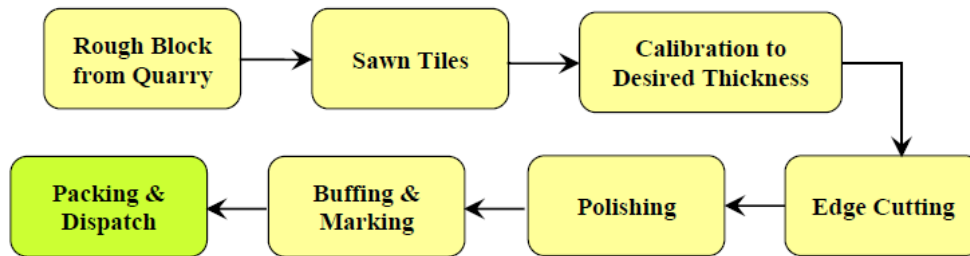 Rough Block
from Quarry
Sawn Tiles
Calibration to
Desired Thickness
Edge Cutting
Polishing
Buffing &
Marking
Packing &
Dispatch